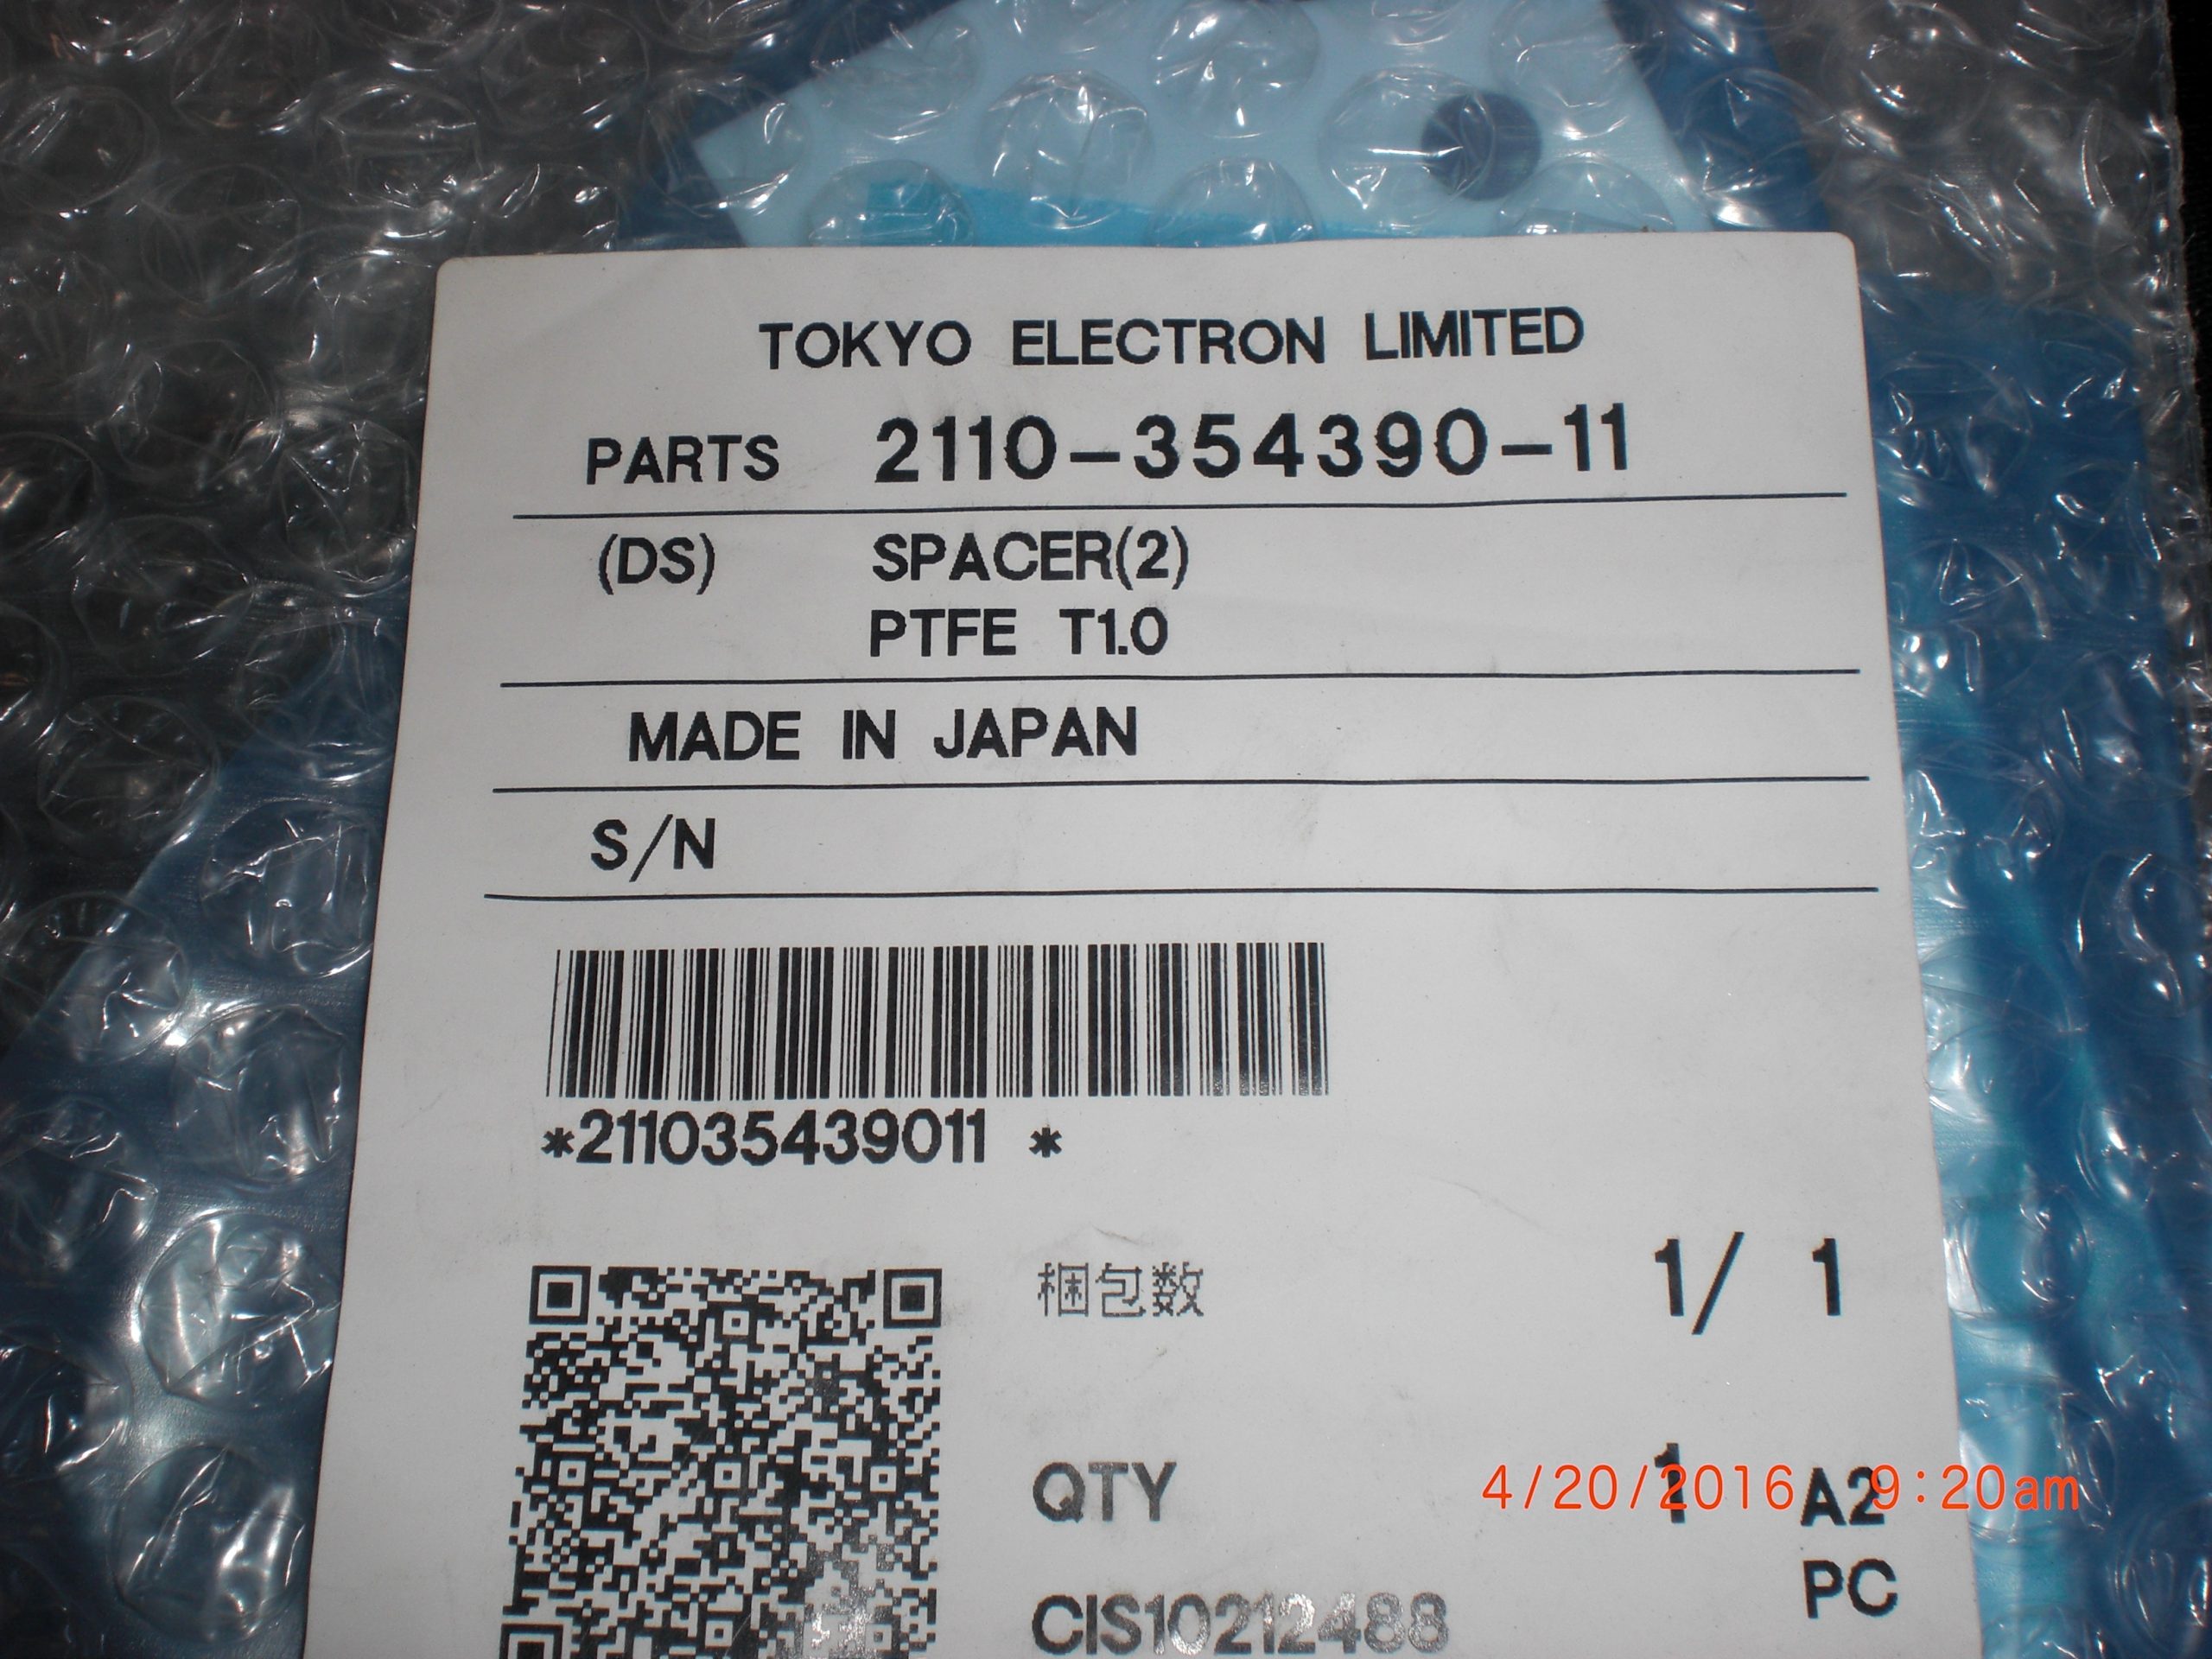 TOKYO ELECTRON LIMITED
PARTS 2110-354390-11
(DS) SPACER(2)
PTFE T1.0
MADE IN JAPAN
S/N
*211035439011 *
梱包数 1/ 1
QTY 1 A2
4/20/2016 9:20am
PC
CIS10212488